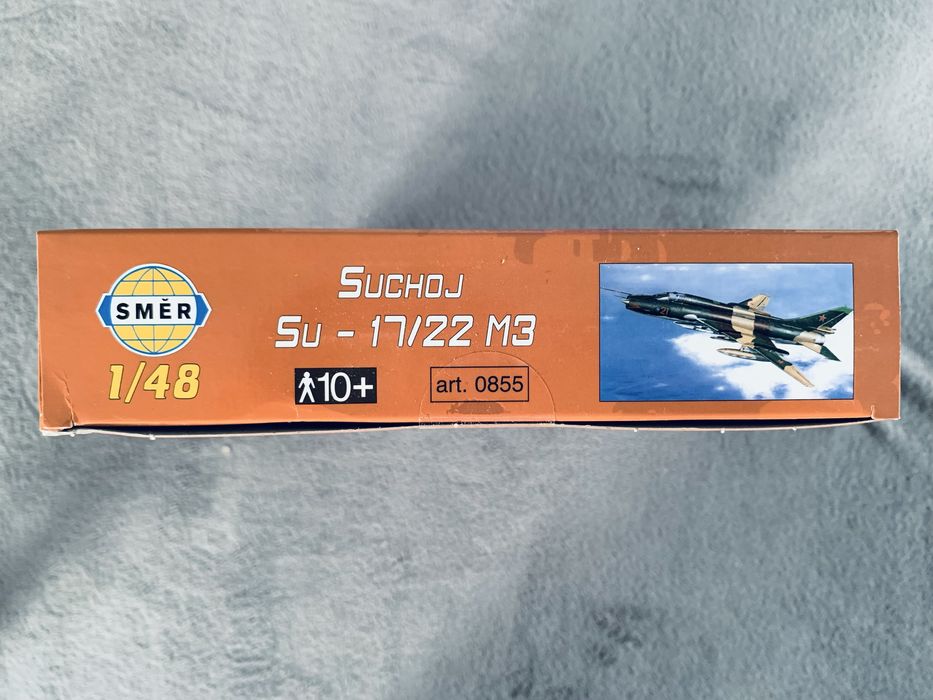 SMĚR
1/48
SUCHOJ
SU - 17/22 M3
10+
art. 0855